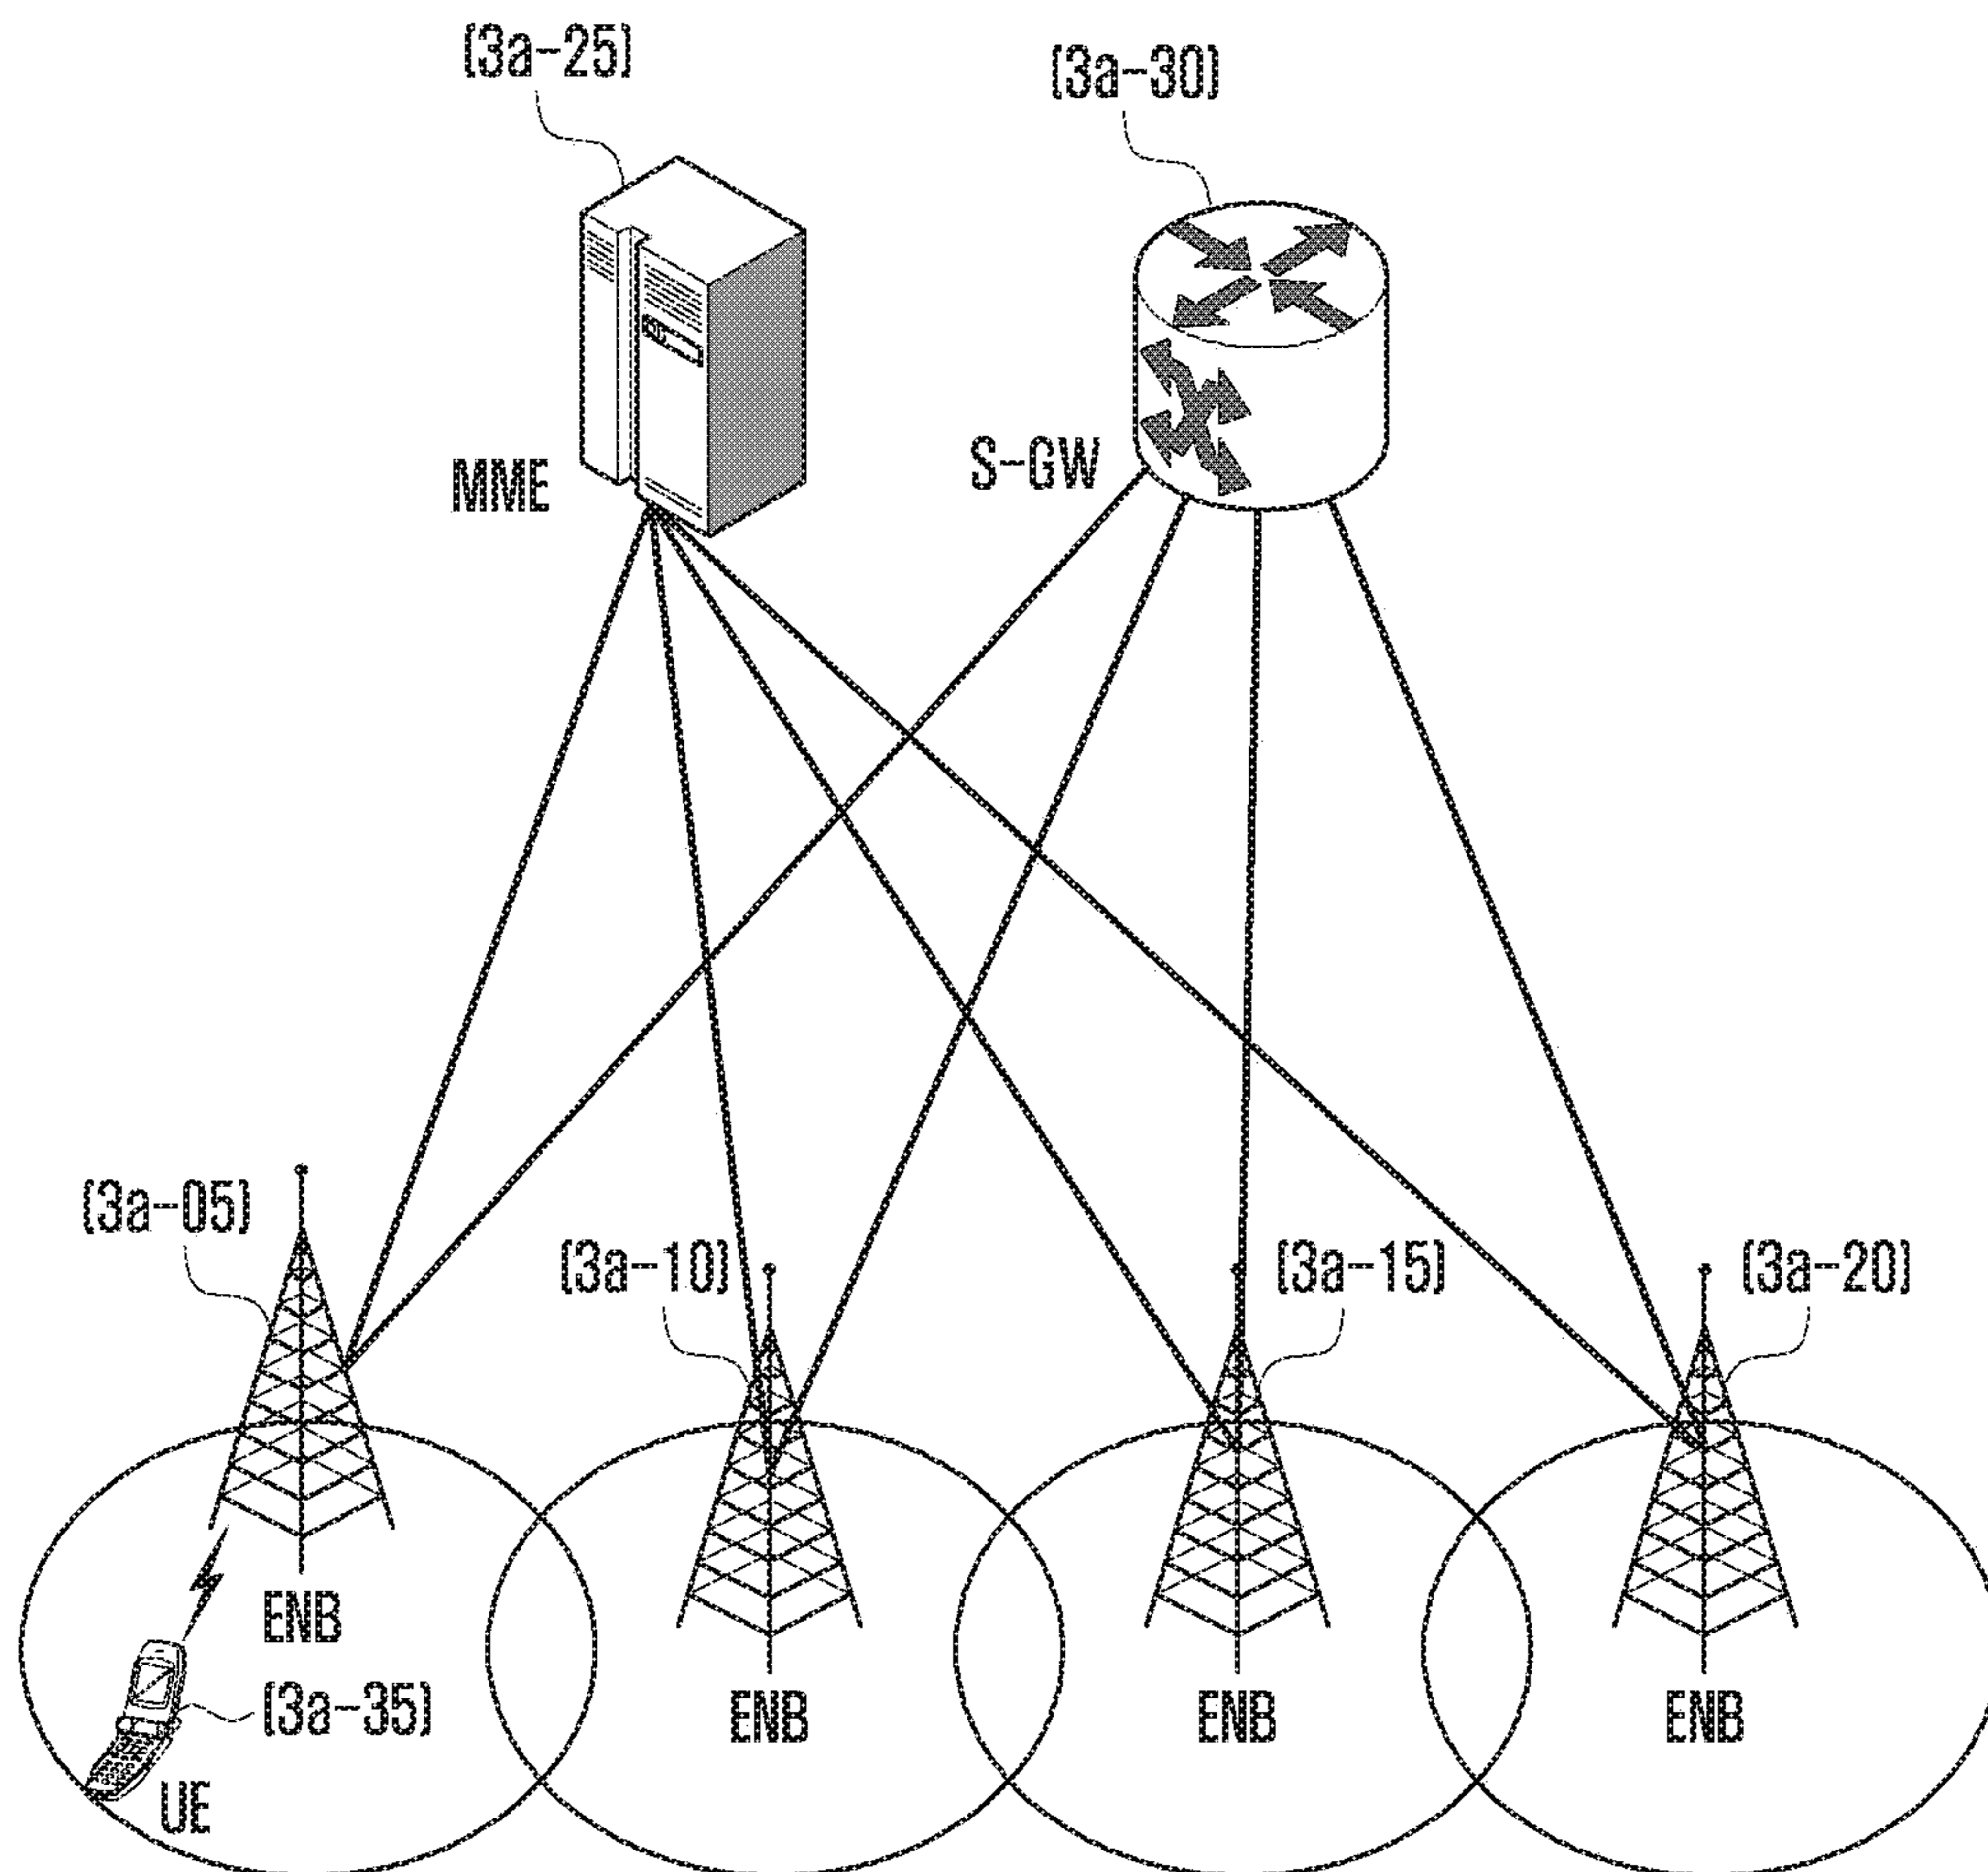 (3a-25)
(3a-30)
MME
S-GW
(3a-05)
(3a-10)
(3a-15)
(3a-20)
ENB
(3a-35)
ENB
ENB
ENB
UE